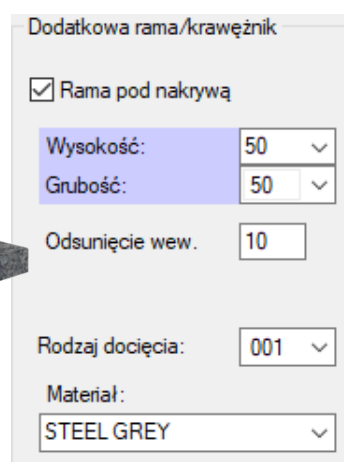 Dodatkowa rama/krawężnik
Rama pod nakrywą
Wysokość: 50
Grubość: 50
Odsunięcie wew. 10
Rodzaj docięcia: 001
Materiał:
STEEL GREY